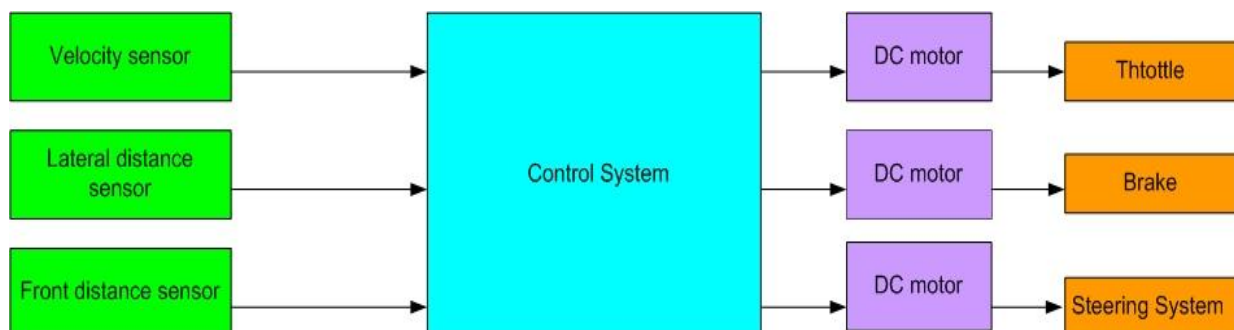 Velocity sensor
DC motor
Thtottle
Lateral distance
sensor
Control System
DC motor
Brake
Front distance sensor
DC motor
Steering System